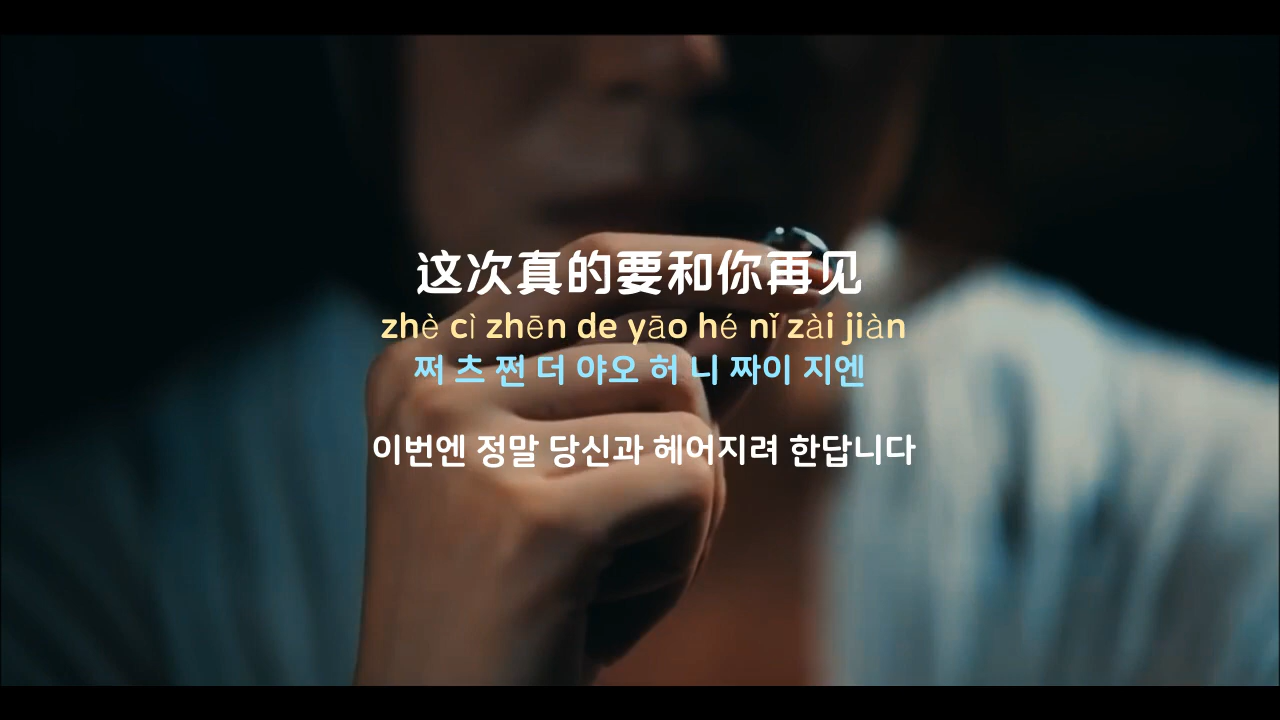 这次真的要和你再见
zhè cì zhēn de yāo hé nǐ zài jiàn
쩌 츠 쩐 더 야오 허 니 짜이 지엔
이번엔 정말 당신과 헤어지려 한답니다